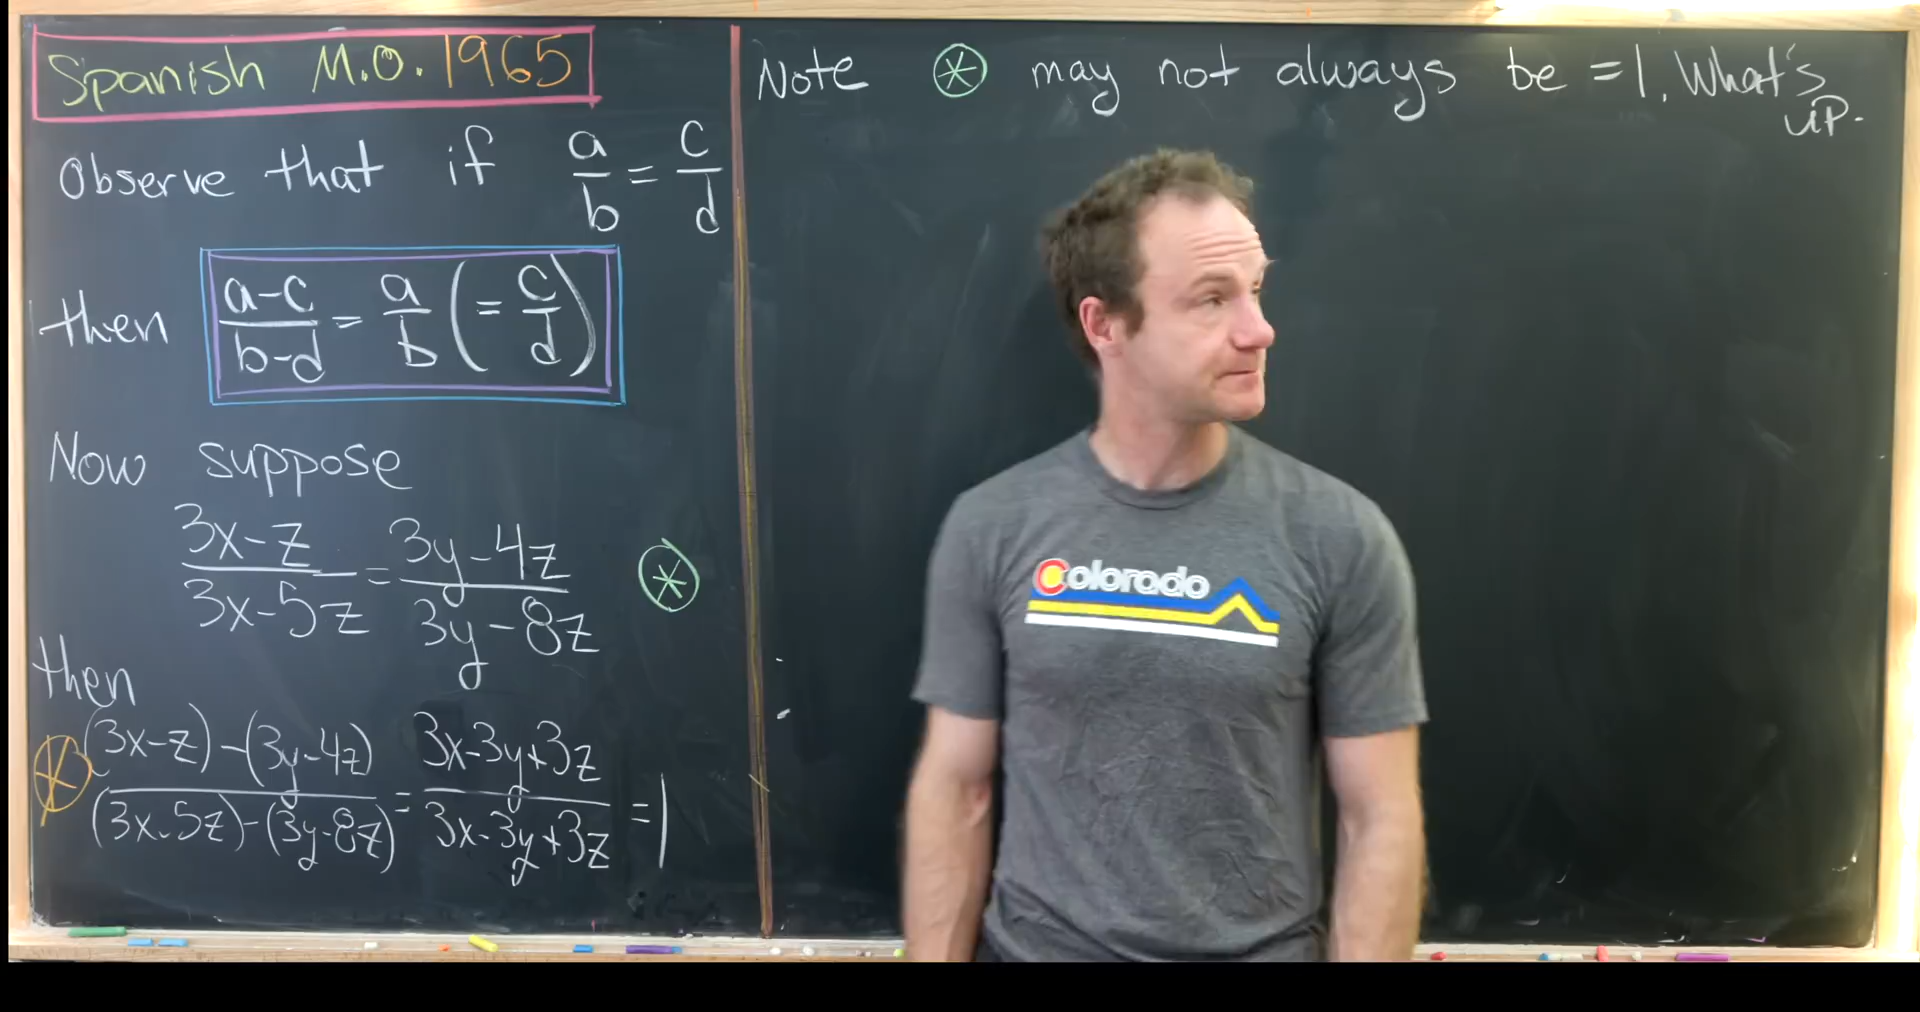 Spanish M.O. 1965
Observe that if a/b = c/d
then (a-c)/(b-d) = a/b (= c/d)
Now suppose
(3x-z)/(3x-5z) = (3y-4z)/(3y-8z) ⊛
then
⊛ ((3x-z)-(3y-4z))/((3x-5z)-(3y-8z)) = (3x-3y+3z)/(3x-3y+3z) = 1
Note ⊛ may not always be =1. What's
up.
Colorado